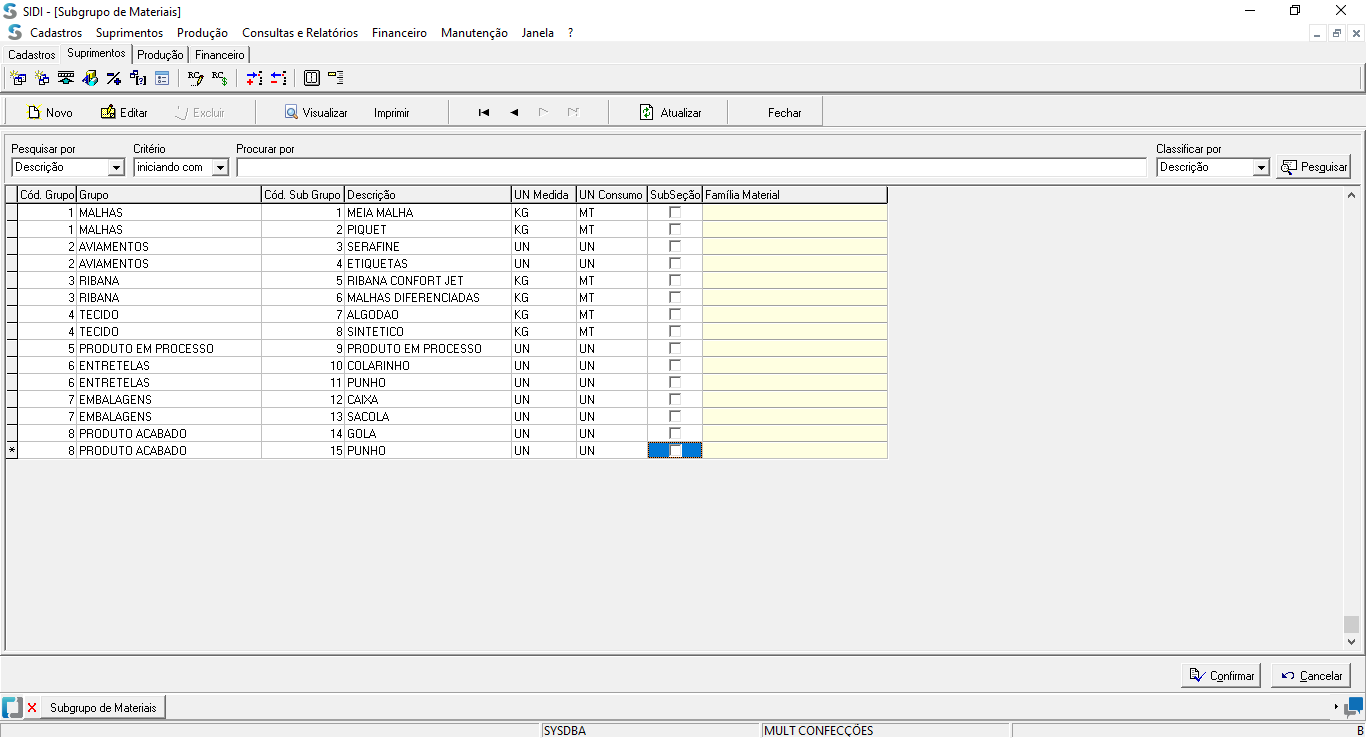 SIDI - [Subgrupo de Materiais]
Cadastros Suprimentos Produção Consultas e Relatórios Financeiro Manutenção Janela ?
Cadastros Suprimentos Produção Financeiro
Novo Editar Excluir Visualizar Imprimir Atualizar Fechar
Pesquisar por Critério Procurar por Classificar por
Descrição iniciando com Descrição Pesquisar
Cód. Grupo Grupo Cód. Sub Grupo Descrição UN Medida UN Consumo SubSeção Família Material
1 MALHAS 1 MEIA MALHA KG MT
1 MALHAS 2 PIQUET KG MT
2 AVIAMENTOS 3 SERAFINE UN UN
2 AVIAMENTOS 4 ETIQUETAS UN UN
3 RIBANA 5 RIBANA CONFORT JET KG MT
3 RIBANA 6 MALHAS DIFERENCIADAS KG MT
4 TECIDO 7 ALGODAO KG MT
4 TECIDO 8 SINTETICO KG MT
5 PRODUTO EM PROCESSO 9 PRODUTO EM PROCESSO UN UN
6 ENTRETELAS 10 COLARINHO UN UN
6 ENTRETELAS 11 PUNHO UN UN
7 EMBALAGENS 12 CAIXA UN UN
7 EMBALAGENS 13 SACOLA UN UN
8 PRODUTO ACABADO 14 GOLA UN UN
* 8 PRODUTO ACABADO 15 PUNHO UN UN
Confirmar Cancelar
Subgrupo de Materiais
SYSDBA MULT CONFECÇÕES B